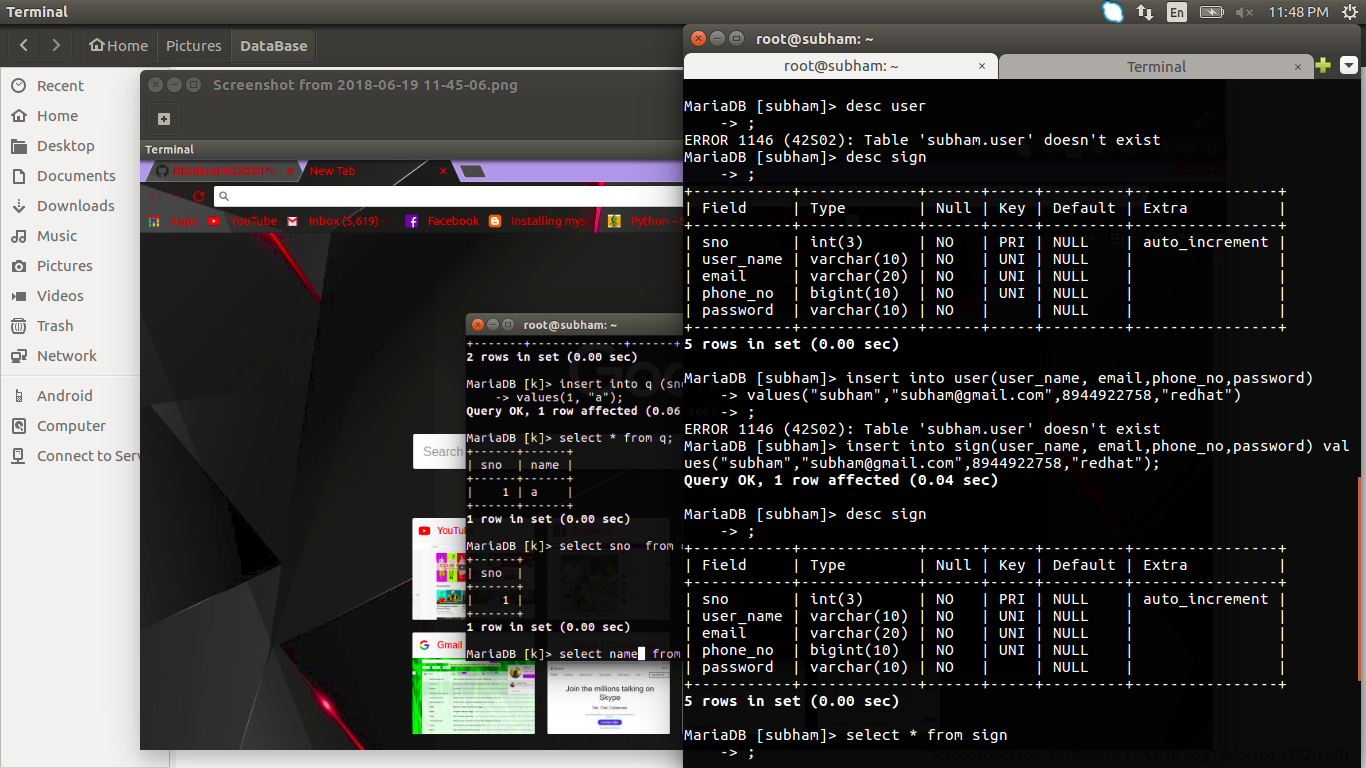 Terminal
En
11:48 PM
Home
Pictures
DataBase
Recent
Home
Desktop
Documents
Downloads
Music
Pictures
Videos
Trash
Network
Android
Computer
Connect to Serv
Screenshot from 2018-06-19 11-45-06.png
Terminal
New Tab
Apps
YouTube
Inbox (5,619) -
Facebook
Installing mys
Python –
Search
YouTu
Gmail
Join the millions talking on
Skype
root@subham: ~
+-------+-------------+------+
2 rows in set (0.00 sec)
MariaDB [k]> insert into q (sno
-> values(1, "a");
Query OK, 1 row affected (0.06 sec)
MariaDB [k]> select * from q;
+------+------+
| sno | name |
+------+------+
| 1 | a |
+------+------+
1 row in set (0.00 sec)
MariaDB [k]> select sno from
+------+
| sno |
+------+
| 1 |
+------+
1 row in set (0.00 sec)
MariaDB [k]> select name from
root@subham: ~
root@subham: ~
Terminal
MariaDB [subham]> desc user
-> ;
ERROR 1146 (42S02): Table 'subham.user' doesn't exist
MariaDB [subham]> desc sign
-> ;
+-----------+-------------+------+-----+---------+----------------+
| Field | Type | Null | Key | Default | Extra |
+-----------+-------------+------+-----+---------+----------------+
| sno | int(3) | NO | PRI | NULL | auto_increment |
| user_name | varchar(10) | NO | UNI | NULL | |
| email | varchar(20) | NO | UNI | NULL | |
| phone_no | bigint(10) | NO | UNI | NULL | |
| password | varchar(10) | NO | | NULL | |
+-----------+-------------+------+-----+---------+----------------+
5 rows in set (0.00 sec)
MariaDB [subham]> insert into user(user_name, email,phone_no,password)
-> values("subham","subham@gmail.com",8944922758,"redhat")
-> ;
ERROR 1146 (42S02): Table 'subham.user' doesn't exist
MariaDB [subham]> insert into sign(user_name, email,phone_no,password) val
ues("subham","subham@gmail.com",8944922758,"redhat");
Query OK, 1 row affected (0.04 sec)
MariaDB [subham]> desc sign
-> ;
+-----------+-------------+------+-----+---------+----------------+
| Field | Type | Null | Key | Default | Extra |
+-----------+-------------+------+-----+---------+----------------+
| sno | int(3) | NO | PRI | NULL | auto_increment |
| user_name | varchar(10) | NO | UNI | NULL | |
| email | varchar(20) | NO | UNI | NULL | |
| phone_no | bigint(10) | NO | UNI | NULL | |
| password | varchar(10) | NO | | NULL | |
+-----------+-------------+------+-----+---------+----------------+
5 rows in set (0.00 sec)
MariaDB [subham]> select * from sign
-> ;